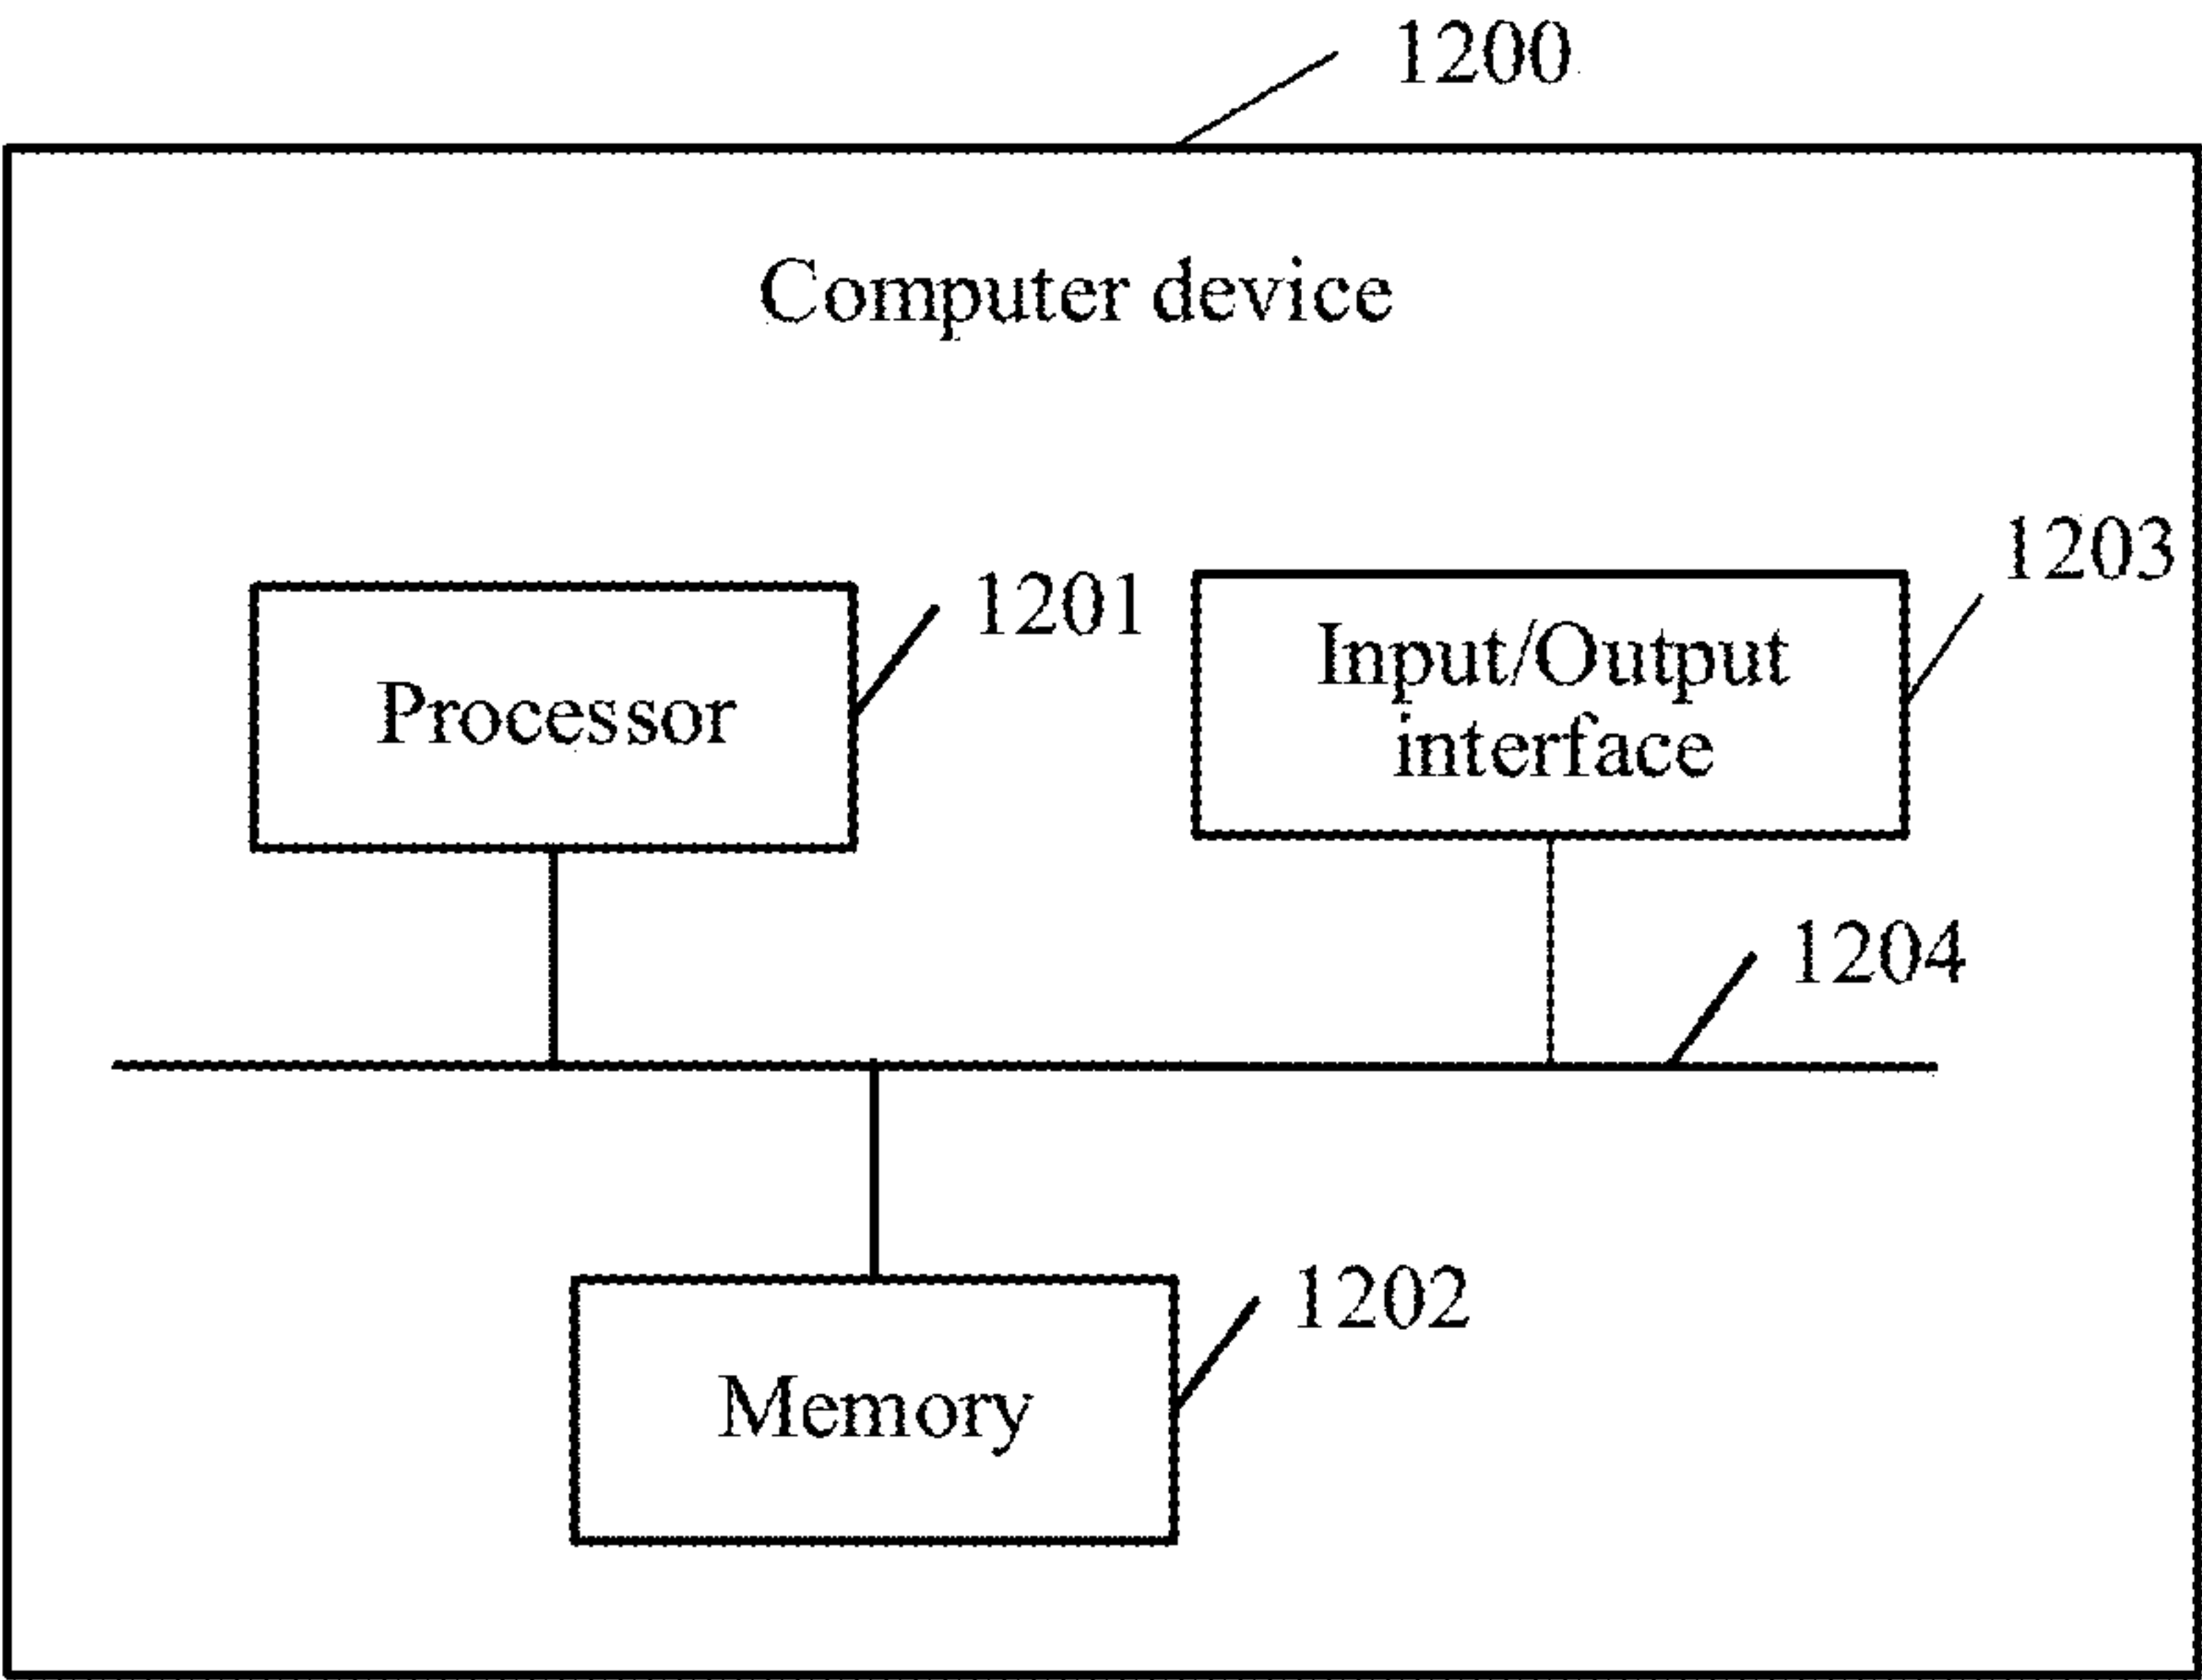 1200
Computer device
1203
1201
Input/Output
interface
Processor
1204
1202
Memory